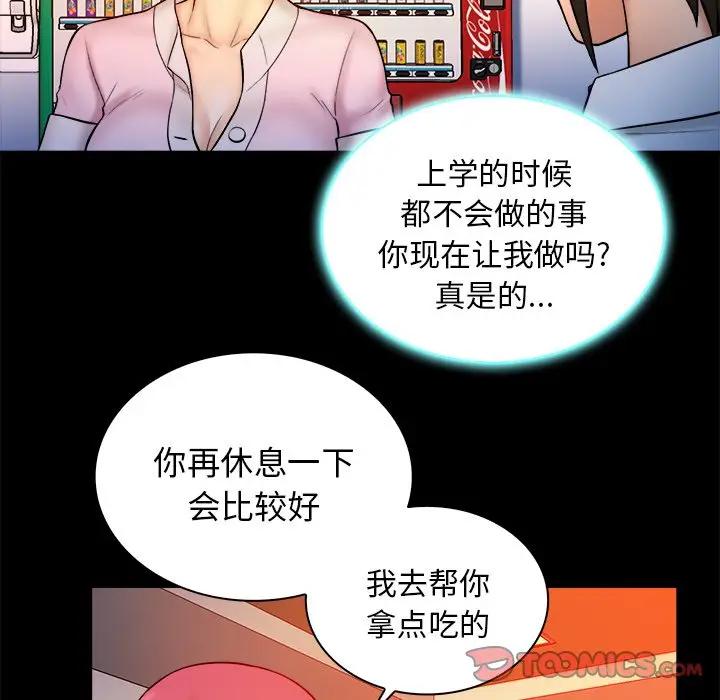 Coca-Cola
上学的时候
都不会做的事
你现在让我做吗?
真是的...
你再休息一下
会比较好
我去帮你
拿点吃的
TOOMICS.COM